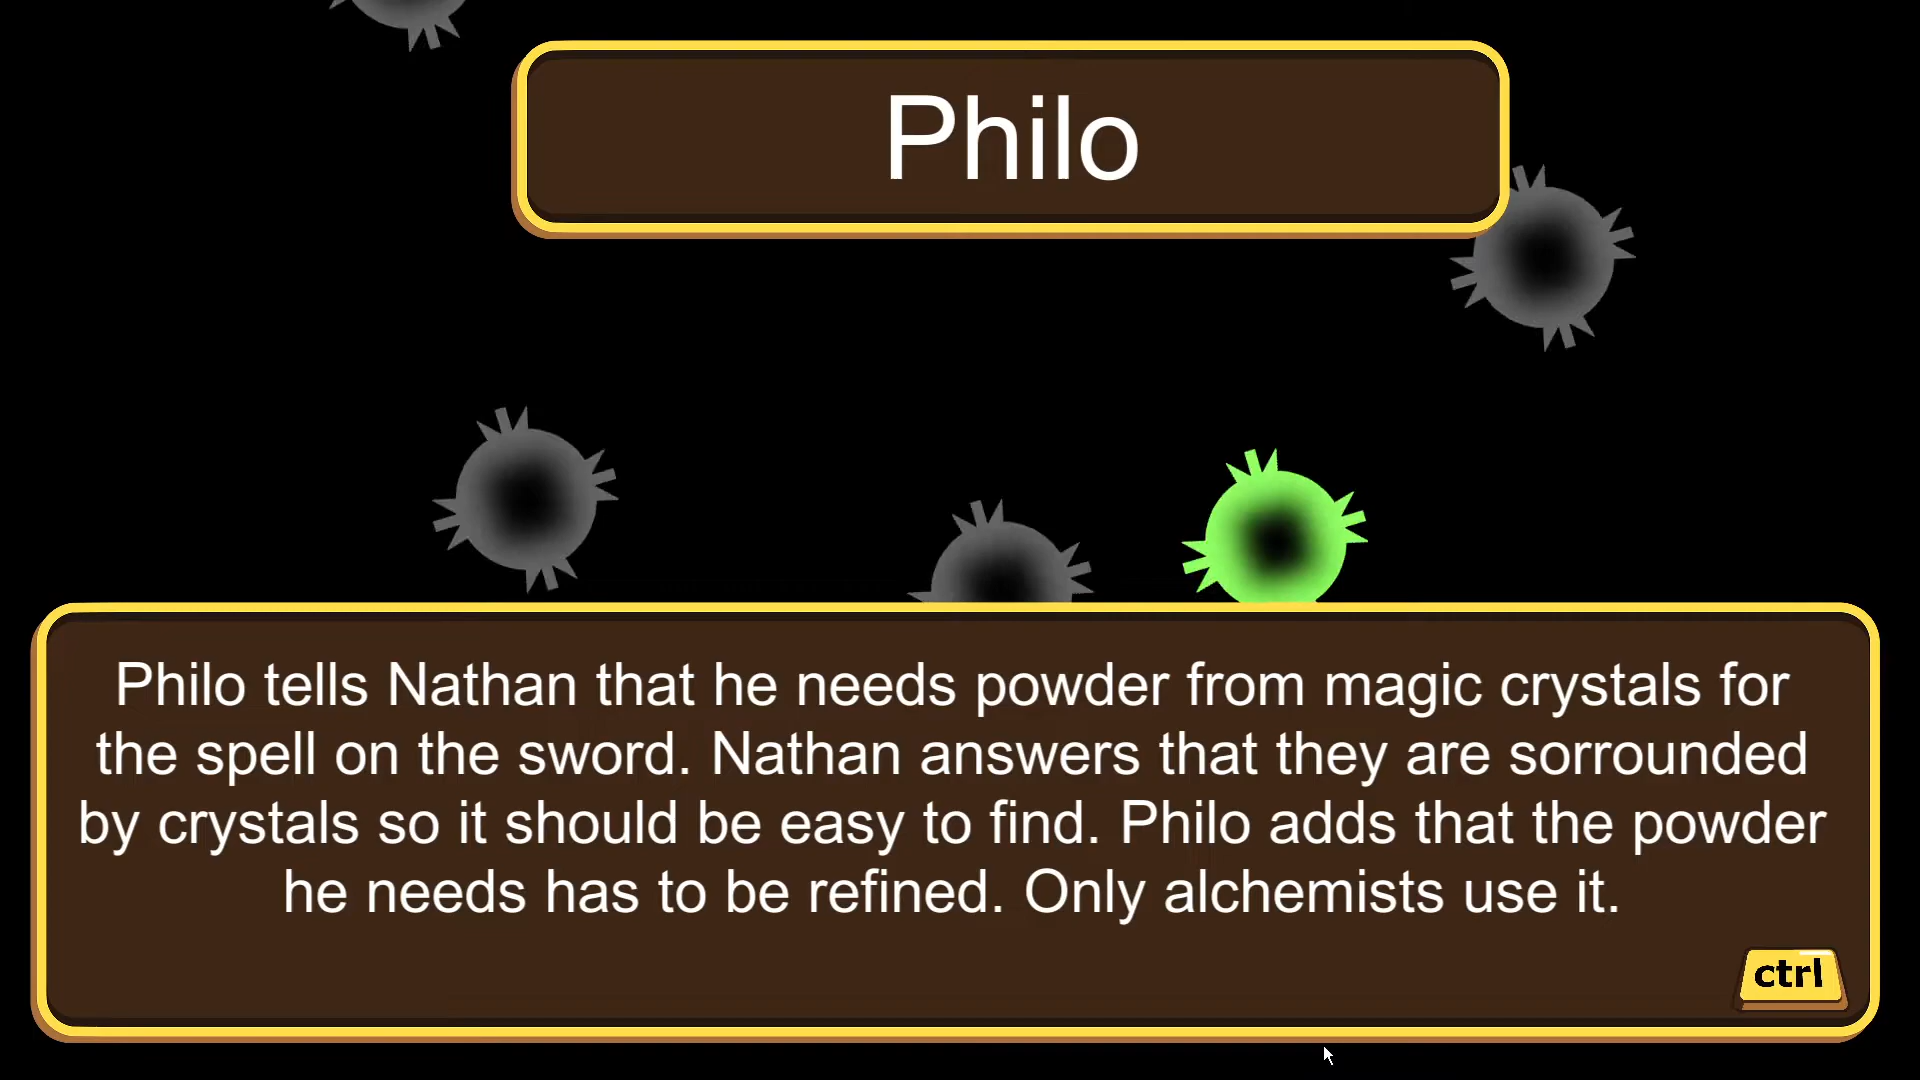 Philo
Philo tells Nathan that he needs powder from magic crystals for
the spell on the sword. Nathan answers that they are sorrounded
by crystals so it should be easy to find. Philo adds that the powder
he needs has to be refined. Only alchemists use it.
ctrl